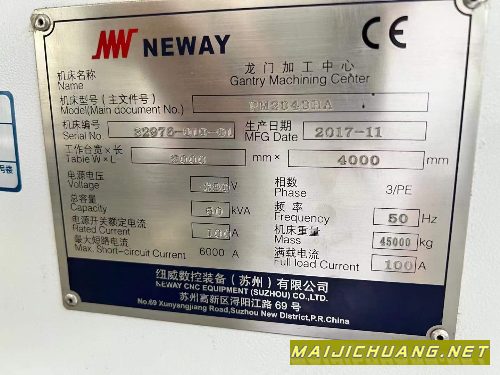 NEWAY
CE
龙门加工中心
机床名称
Name
Gantry Machining Center
机床型号(主文件号)
Model(Main document No.)
机床编号
Serial No
生产日期
MFG Date
2017-11
工作台宽×长
Table W×L
mm×
4000
mm
电源电压
Voltage
V
相数
Phase
3/PE
总容量
Capacity
kVA
频率
Frequency
50
Hz
电源开关额定电流
Rated Current
A
机床重量
Mass
45000
kg
最大短路电流
Max. Short-circuit Current
6000
A
满载电流
Full load Current
100
A
纽威数控装备(苏州)有限公司
NEWAY CNC EQUIPMENT (SUZHOU) CO.,LTD.
苏州高新区浔阳江路69号
No.69 Xunyangjiang Road,Suzhou New District,P.R.China
MAIJICHUANG.NET